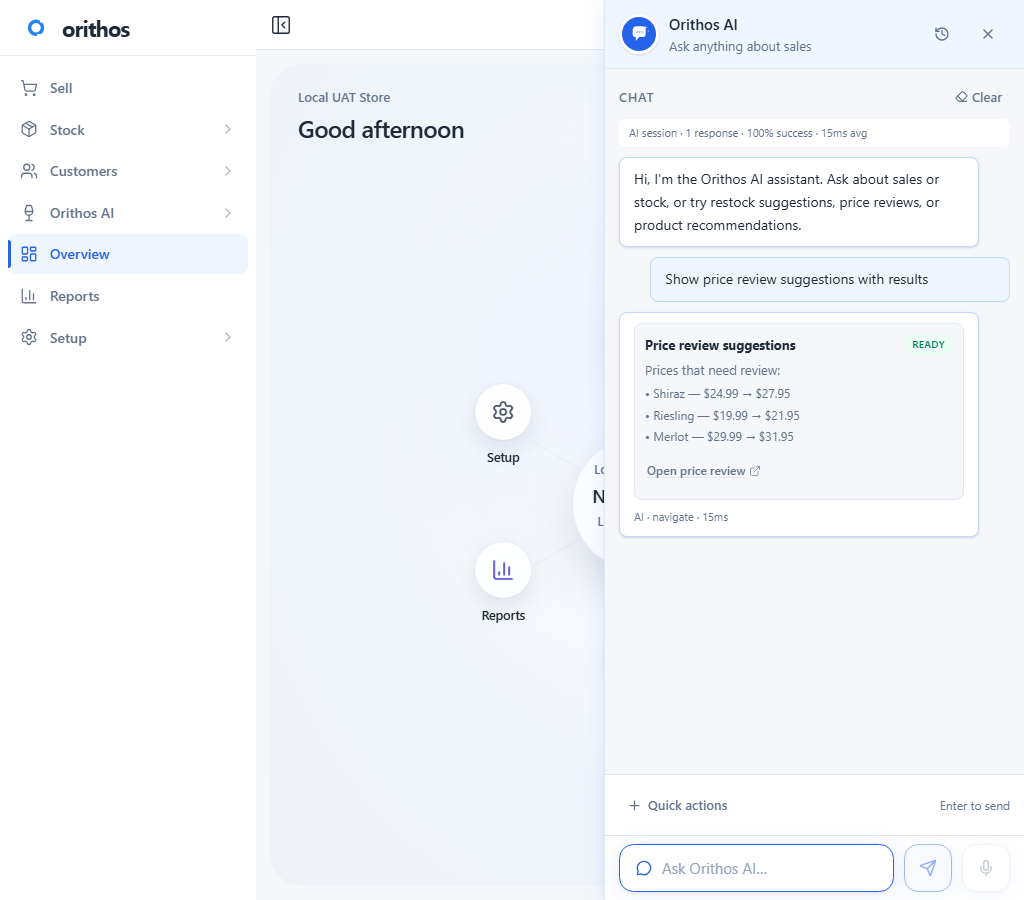 orithos
Sell
Stock
Customers
Orithos AI
Overview
Reports
Setup
Local UAT Store
Good afternoon
Setup
Reports
Lo
N
L
Orithos AI
Ask anything about sales
CHAT
Clear
AI session · 1 response · 100% success · 15ms avg
Hi, I'm the Orithos AI assistant. Ask about sales or
stock, or try restock suggestions, price reviews, or
product recommendations.
Show price review suggestions with results
Price review suggestions
READY
Prices that need review:
• Shiraz — $24.99 → $27.95
• Riesling — $19.99 → $21.95
• Merlot — $29.99 → $31.95
Open price review
AI · navigate · 15ms
Quick actions
Enter to send
Ask Orithos AI...